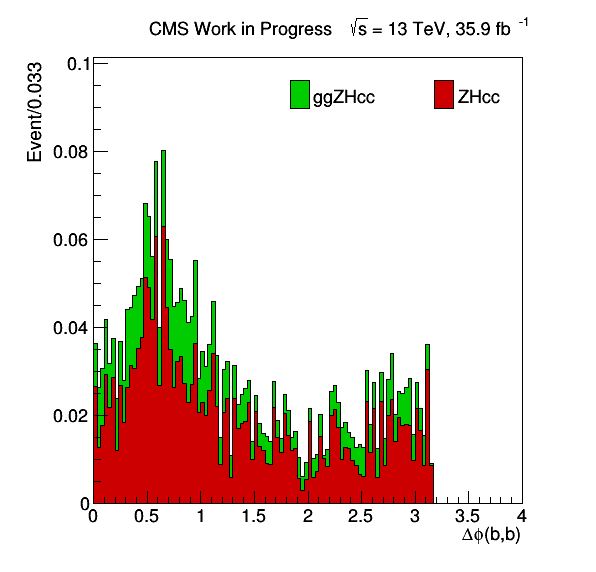 CMS Work in Progress √s = 13 TeV, 35.9 fb⁻¹
Event/0.033
0.1
0.08
0.06
0.04
0.02
0
ggZHcc ZHcc
0 0.5 1 1.5 2 2.5 3 3.5 4
Δϕ(b,b)